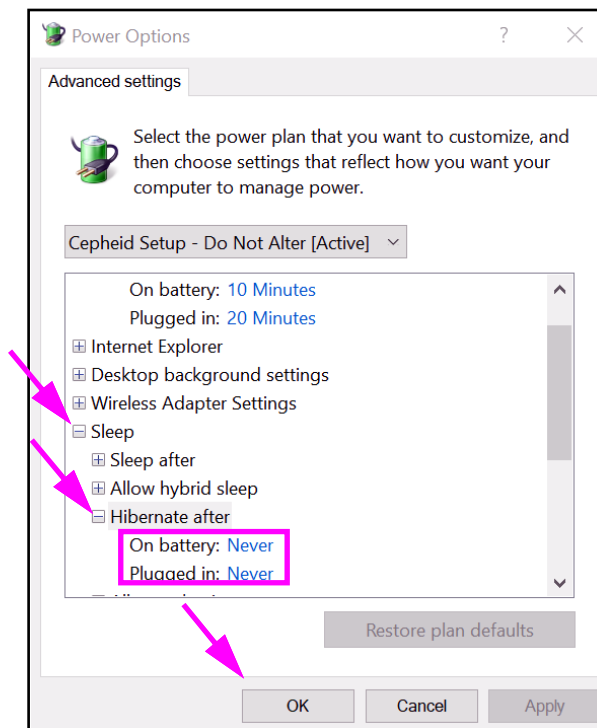 Power Options
Advanced settings
Select the power plan that you want to customize, and
then choose settings that reflect how you want your
computer to manage power.
Cepheid Setup - Do Not Alter [Active]
On battery: 10 Minutes
Plugged in: 20 Minutes
Internet Explorer
Desktop background settings
Wireless Adapter Settings
Sleep
Sleep after
Allow hybrid sleep
Hibernate after
On battery: Never
Plugged in: Never
Restore plan defaults
OK Cancel Apply